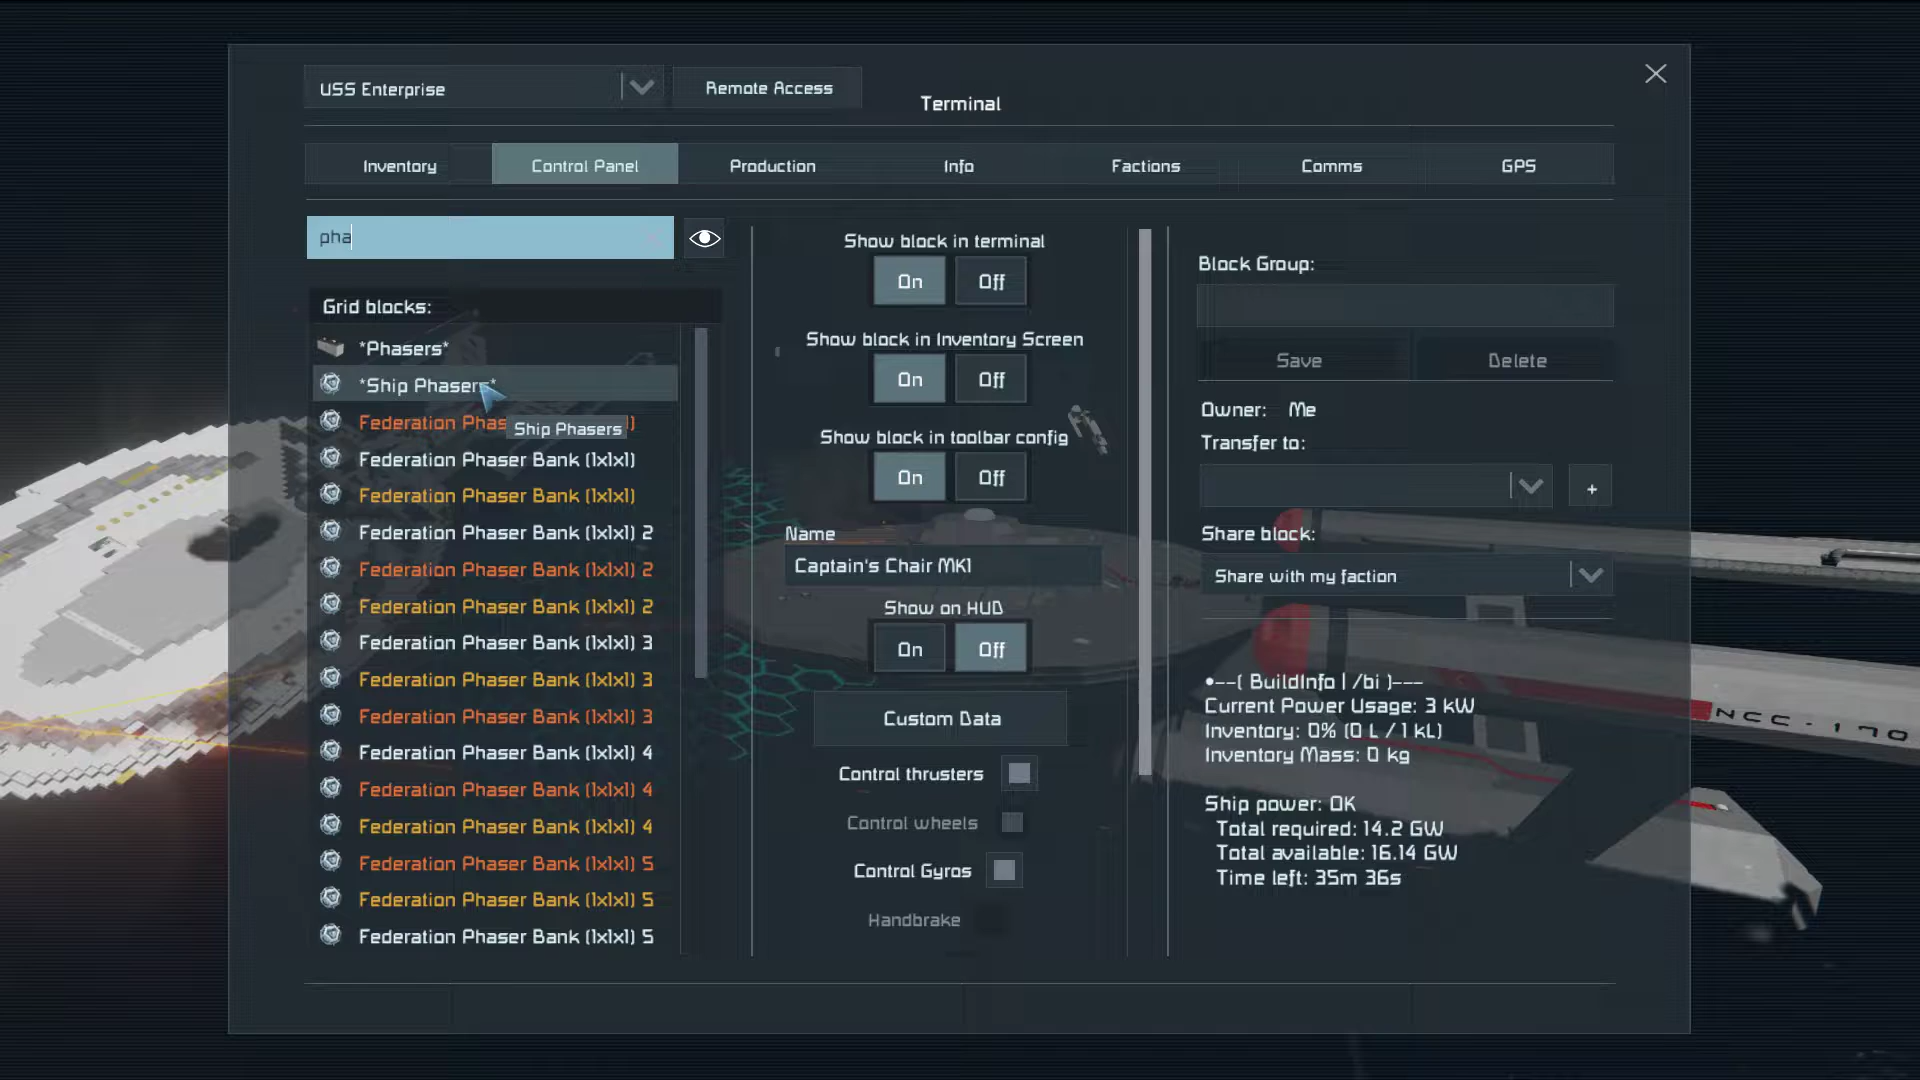 USS Enterprise
Remote Access
Terminal
Inventory
Control Panel
Production
Info
Factions
Comms
GPS
pha
Grid blocks:
*Phasers*
*Ship Phasers*
Federation Phas
Ship Phasers
Federation Phaser Bank (1x1x1)
Federation Phaser Bank (1x1x1)
Federation Phaser Bank (1x1x1) 2
Federation Phaser Bank (1x1x1) 2
Federation Phaser Bank (1x1x1) 2
Federation Phaser Bank (1x1x1) 3
Federation Phaser Bank (1x1x1) 3
Federation Phaser Bank (1x1x1) 3
Federation Phaser Bank (1x1x1) 4
Federation Phaser Bank (1x1x1) 4
Federation Phaser Bank (1x1x1) 4
Federation Phaser Bank (1x1x1) 5
Federation Phaser Bank (1x1x1) 5
Federation Phaser Bank (1x1x1) 5
Show block in terminal
On Off
Show block in Inventory Screen
On Off
Show block in toolbar config
On Off
Name
Captain's Chair MK1
Show on HUD
On Off
Custom Data
Control thrusters
Control wheels
Control Gyros
Handbrake
Block Group:
Save
Delete
Owner: Me
Transfer to:
+
Share block:
Share with my faction
•--( BuildInfo | /bi )---
Current Power Usage: 3 kW
Inventory: 0% (0 L / 1 kL)
Inventory Mass: 0 kg
Ship power: OK
Total required: 14.2 GW
Total available: 16.14 GW
Time left: 35m 36s
NCC-170